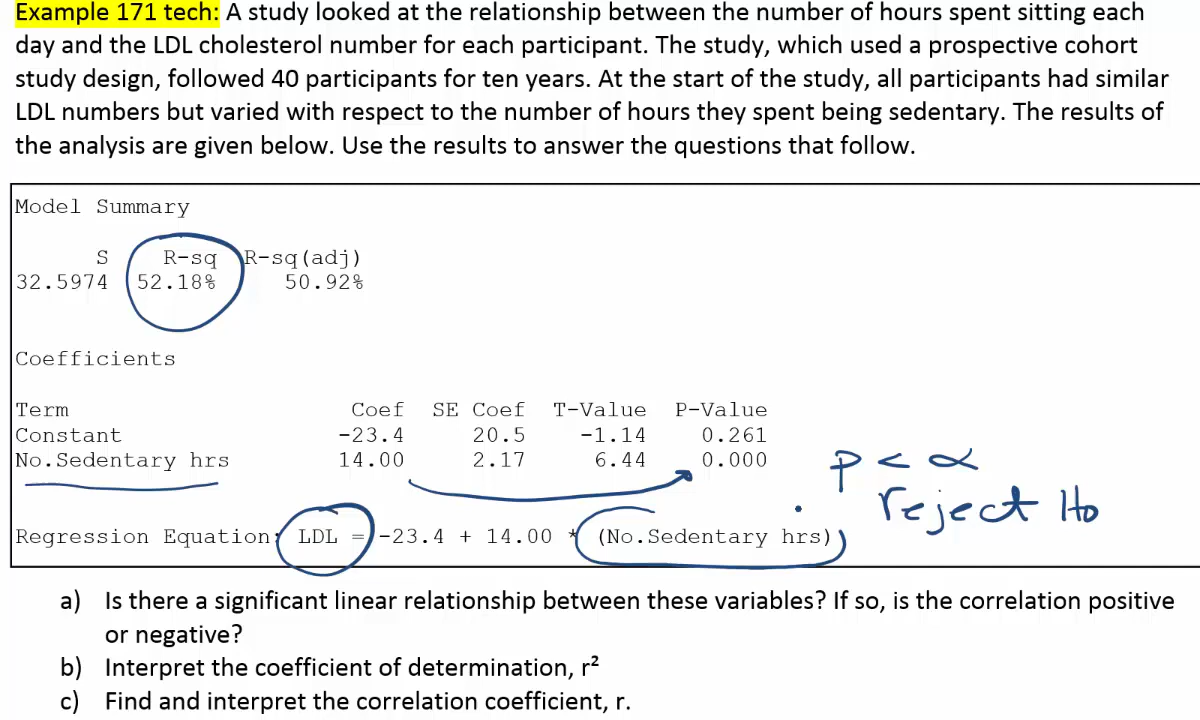 Example 171 tech: A study looked at the relationship between the number of hours spent sitting each
day and the LDL cholesterol number for each participant. The study, which used a prospective cohort
study design, followed 40 participants for ten years. At the start of the study, all participants had similar
LDL numbers but varied with respect to the number of hours they spent being sedentary. The results of
the analysis are given below. Use the results to answer the questions that follow.
Model Summary
S R-sq R-sq(adj)
32.5974 52.18% 50.92%
Coefficients
Term Coef SE Coef T-Value P-Value
Constant -23.4 20.5 -1.14 0.261
No.Sedentary hrs 14.00 2.17 6.44 0.000
p < α
reject Ho
Regression Equation: LDL = -23.4 + 14.00 * (No.Sedentary hrs)
a) Is there a significant linear relationship between these variables? If so, is the correlation positive
or negative?
b) Interpret the coefficient of determination, r²
c) Find and interpret the correlation coefficient, r.